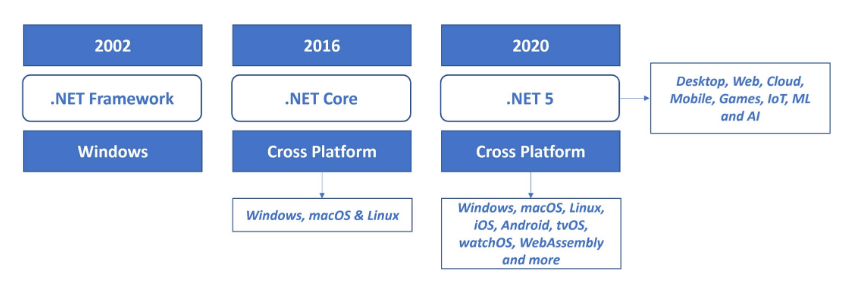 2002
2016
2020
.NET Framework
.NET Core
.NET 5
Desktop, Web, Cloud,
Mobile, Games, IoT, ML
and AI
Windows
Cross Platform
Cross Platform
Windows, macOS & Linux
Windows, macOS, Linux,
iOS, Android, tvOS,
watchOS, WebAssembly
and more